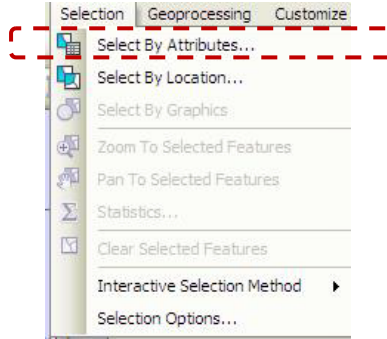 Selection Geoprocessing Customize
Select By Attributes...
Select By Location...
Select By Graphics
Zoom To Selected Features
Pan To Selected Features
Statistics...
Clear Selected Features
Interactive Selection Method
Selection Options...